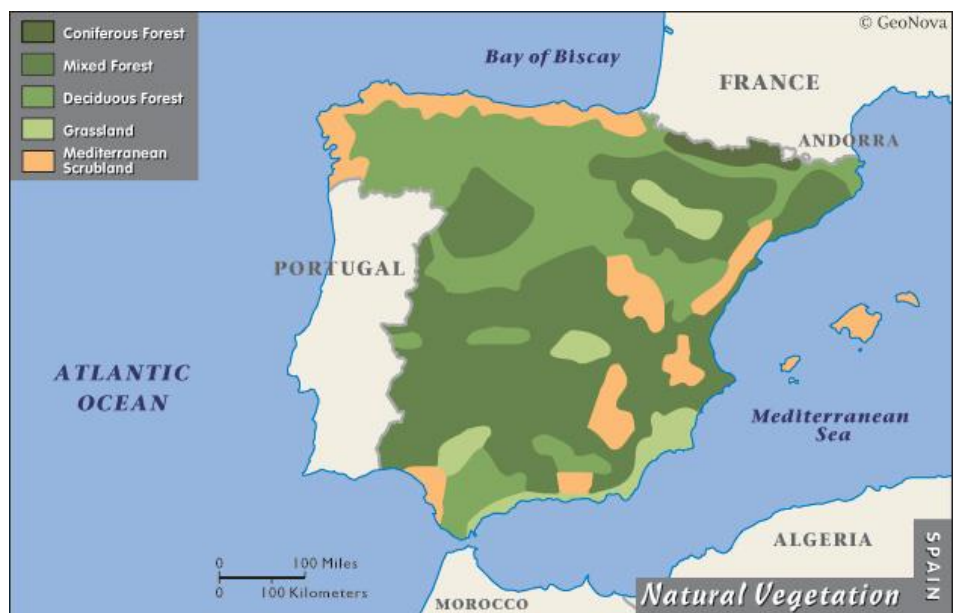 © GeoNova
Coniferous Forest
Mixed Forest
Deciduous Forest
Grassland
Mediterranean
Scrubland
Bay of Biscay
FRANCE
ANDORRA
PORTUGAL
ATLANTIC
OCEAN
Mediterranean
Sea
ALGERIA
MOROCCO
0 100 Miles
0 100 Kilometers
Natural Vegetation
SPAIN